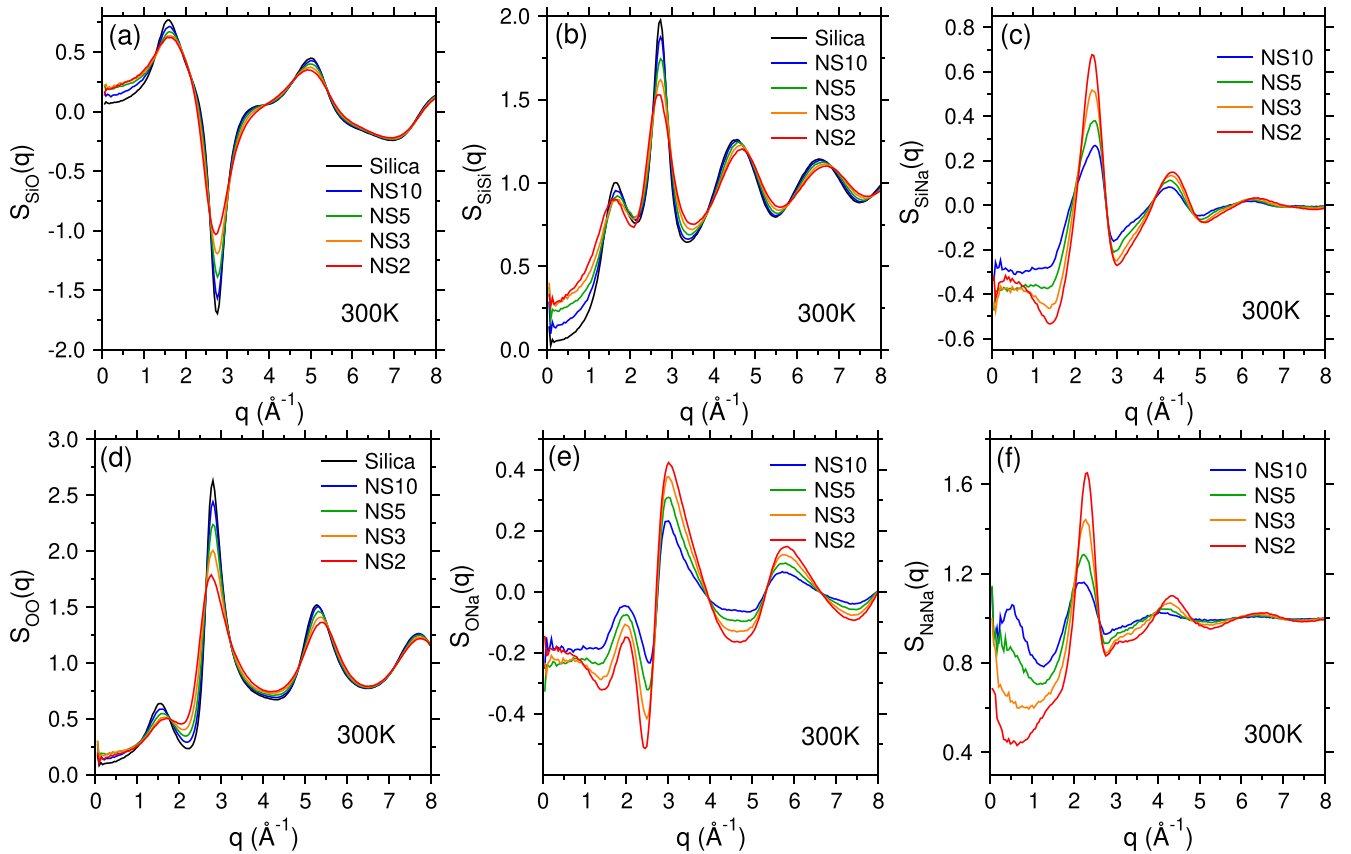 (a)
0.5
0.0
-0.5
-1.0
-1.5
-2.0
S_SiO(q)
Silica
NS10
NS5
NS3
NS2
300K
0 1 2 3 4 5 6 7 8
q (Å⁻¹)
(b)
2.0
1.5
1.0
0.5
0.0
S_SiSi(q)
Silica
NS10
NS5
NS3
NS2
300K
0 1 2 3 4 5 6 7 8
q (Å⁻¹)
(c)
0.8
0.6
0.4
0.2
0.0
-0.2
-0.4
-0.6
S_SiNa(q)
NS10
NS5
NS3
NS2
300K
0 1 2 3 4 5 6 7 8
q (Å⁻¹)
(d)
3.0
2.5
2.0
1.5
1.0
0.5
0.0
S_OO(q)
Silica
NS10
NS5
NS3
NS2
300K
0 1 2 3 4 5 6 7 8
q (Å⁻¹)
(e)
0.4
0.2
0.0
-0.2
-0.4
S_ONa(q)
NS10
NS5
NS3
NS2
300K
0 1 2 3 4 5 6 7 8
q (Å⁻¹)
(f)
1.6
1.2
0.8
0.4
S_NaNa(q)
NS10
NS5
NS3
NS2
300K
0 1 2 3 4 5 6 7 8
q (Å⁻¹)